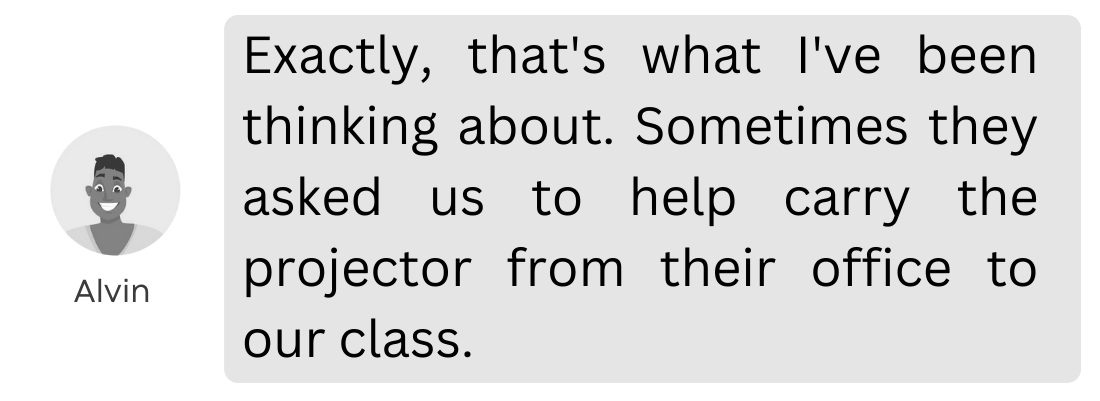 Exactly, that's what I've been
thinking about. Sometimes they
asked us to help carry the
projector from their office to
our class.
Alvin